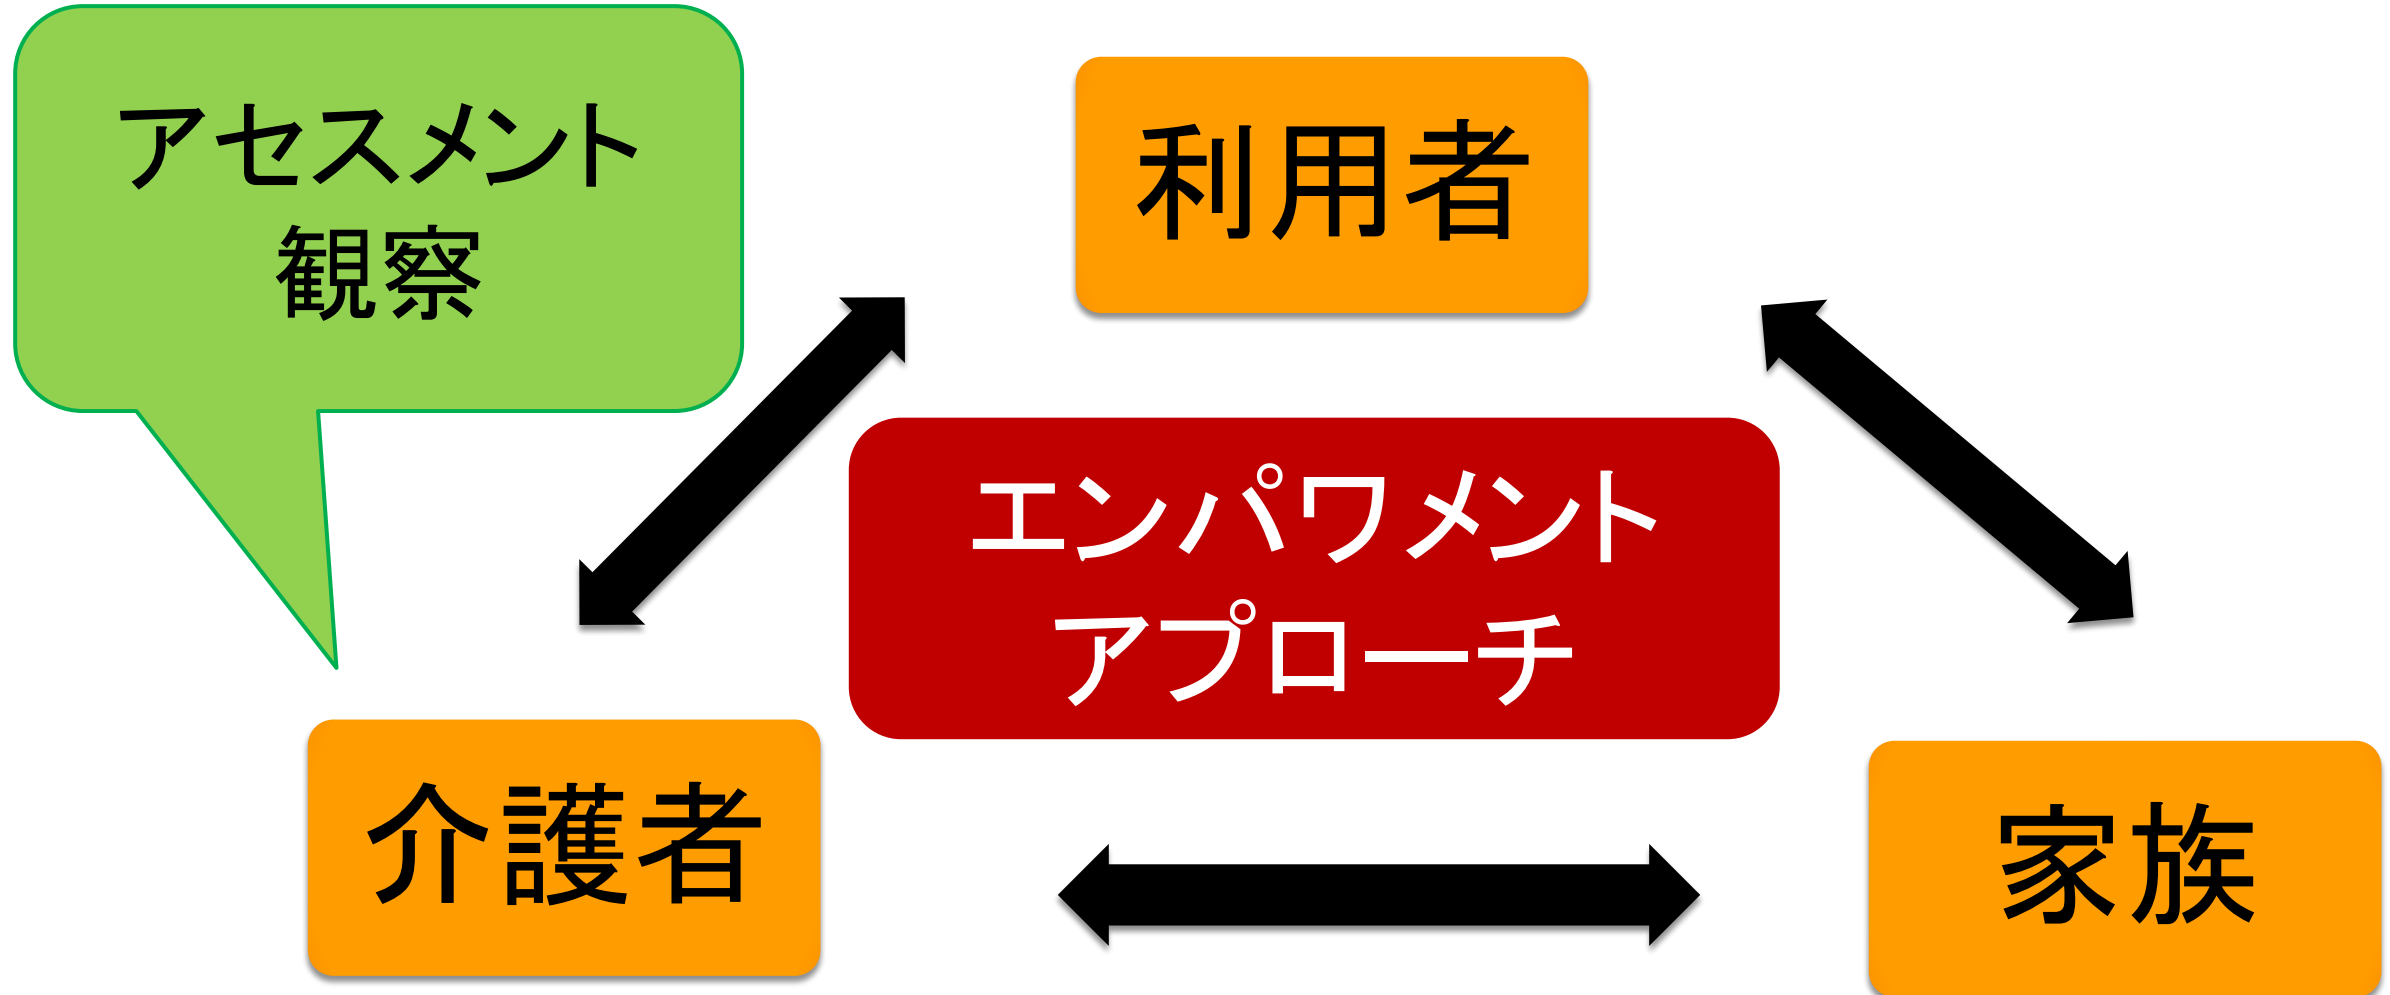 アセスメント
観察
利用者
エンパワメント
アプローチ
介護者
家族